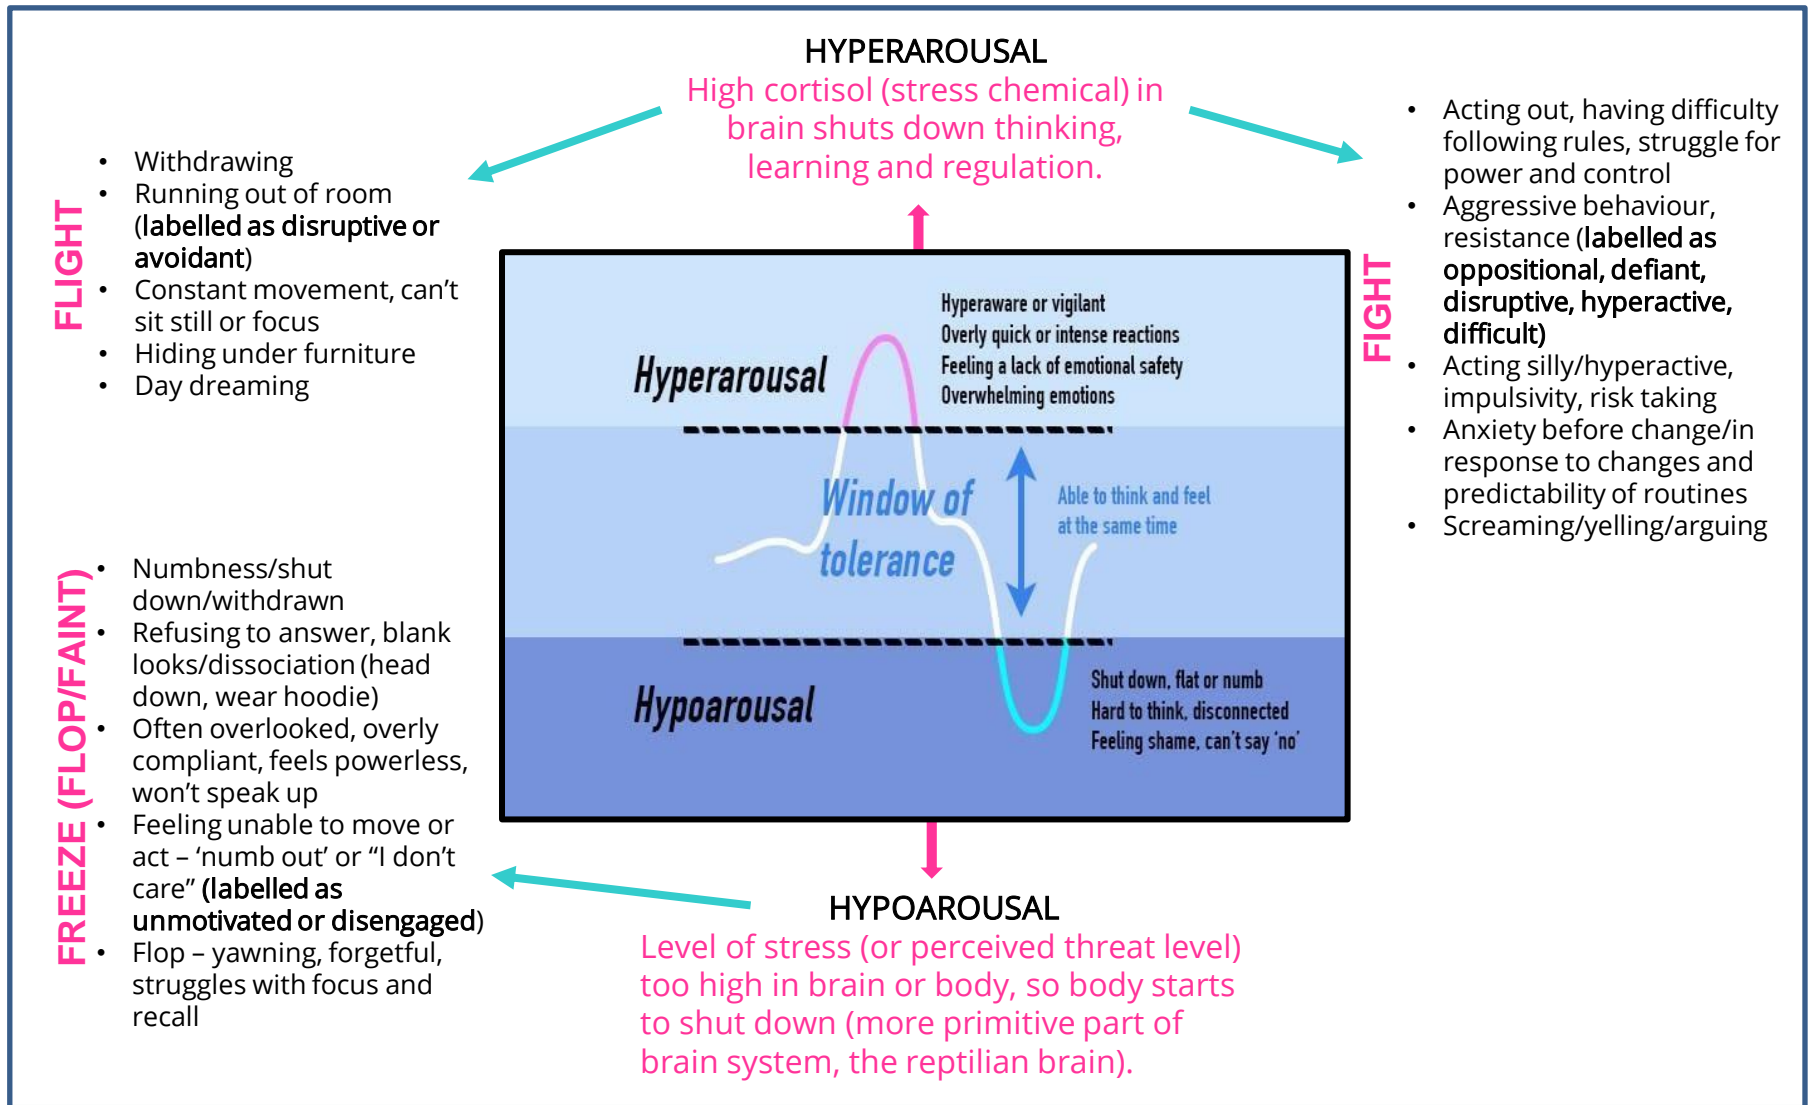 HYPERAROUSAL
High cortisol (stress chemical) in
brain shuts down thinking,
learning and regulation.
FLIGHT
• Withdrawing
• Running out of room
(labelled as disruptive or
avoidant)
• Constant movement, can’t
sit still or focus
• Hiding under furniture
• Day dreaming
FIGHT
• Acting out, having difficulty
following rules, struggle for
power and control
• Aggressive behaviour,
resistance (labelled as
oppositional, defiant,
disruptive, hyperactive,
difficult)
• Acting silly/hyperactive,
impulsivity, risk taking
• Anxiety before change/in
response to changes and
predictability of routines
• Screaming/yelling/arguing
Hyperarousal
Hyperaware or vigilant
Overly quick or intense reactions
Feeling a lack of emotional safety
Overwhelming emotions
Window of
tolerance
Able to think and feel
at the same time
Hypoarousal
Shut down, flat or numb
Hard to think, disconnected
Feeling shame, can’t say ‘no’
FREEZE (FLOP/FAINT)
• Numbness/shut
down/withdrawn
• Refusing to answer, blank
looks/dissociation (head
down, wear hoodie)
• Often overlooked, overly
compliant, feels powerless,
won’t speak up
• Feeling unable to move or
act – ‘numb out’ or “I don’t
care” (labelled as
unmotivated or disengaged)
• Flop – yawning, forgetful,
struggles with focus and
recall
HYPOAROUSAL
Level of stress (or perceived threat level)
too high in brain or body, so body starts
to shut down (more primitive part of
brain system, the reptilian brain).